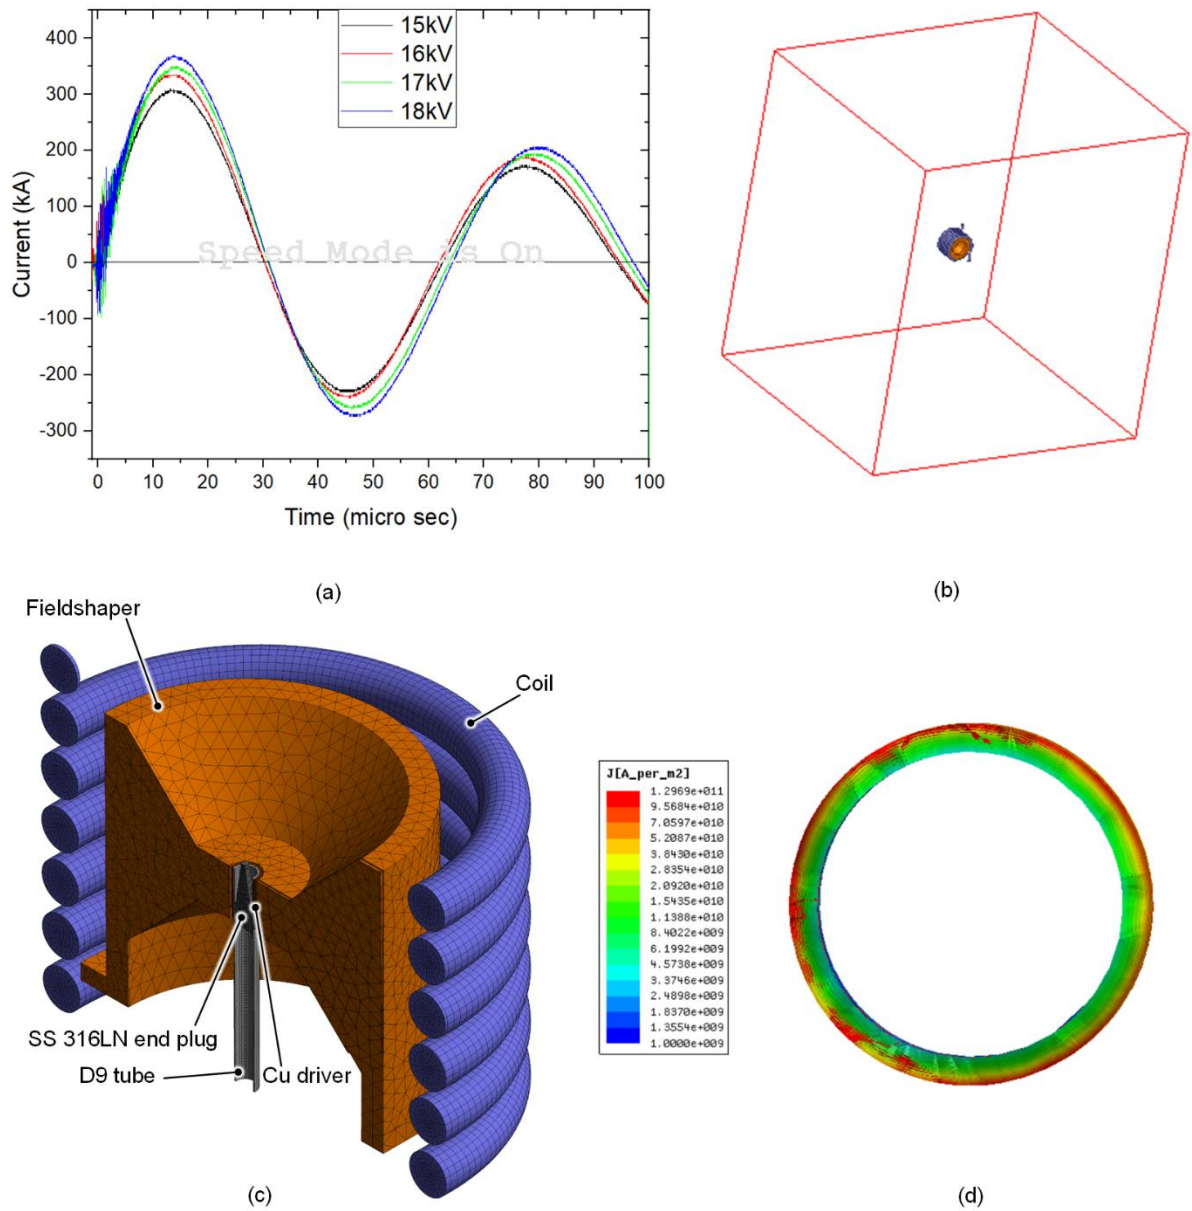 15kV
16kV
17kV
18kV
400
300
200
100
0
-100
-200
-300
Current (kA)
Speed Mode is On
0 10 20 30 40 50 60 70 80 90 100
Time (micro sec)
(a)
(b)
Fieldshaper
Coil
SS 316LN end plug
D9 tube
Cu driver
(c)
J[A_per_m2]
1.2969e+011
9.5684e+010
7.0597e+010
5.2087e+010
3.8430e+010
2.8354e+010
2.0920e+010
1.5435e+010
1.1388e+010
8.4022e+009
6.1992e+009
4.5738e+009
3.3746e+009
2.4898e+009
1.8370e+009
1.3554e+009
1.0000e+009
(d)